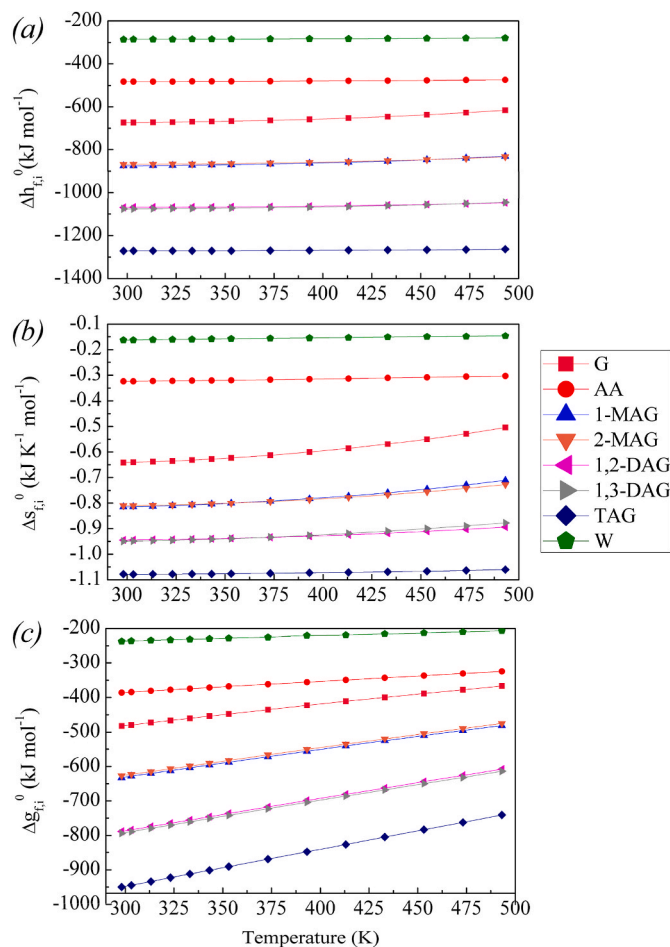 (a)
-200
-400
-600
-800
-1000
-1200
-1400
Δh⁰f,i (kJ mol⁻¹)
300 325 350 375 400 425 450 475 500
(b)
-0.1
-0.2
-0.3
-0.4
-0.5
-0.6
-0.7
-0.8
-0.9
-1.0
-1.1
Δs f,i⁰ (kJ K⁻¹ mol⁻¹)
300 325 350 375 400 425 450 475 500
G
AA
1-MAG
2-MAG
1,2-DAG
1,3-DAG
TAG
W
(c)
-200
-300
-400
-500
-600
-700
-800
-900
-1000
Δg f,i⁰ (kJ mol⁻¹)
300 325 350 375 400 425 450 475 500
Temperature (K)